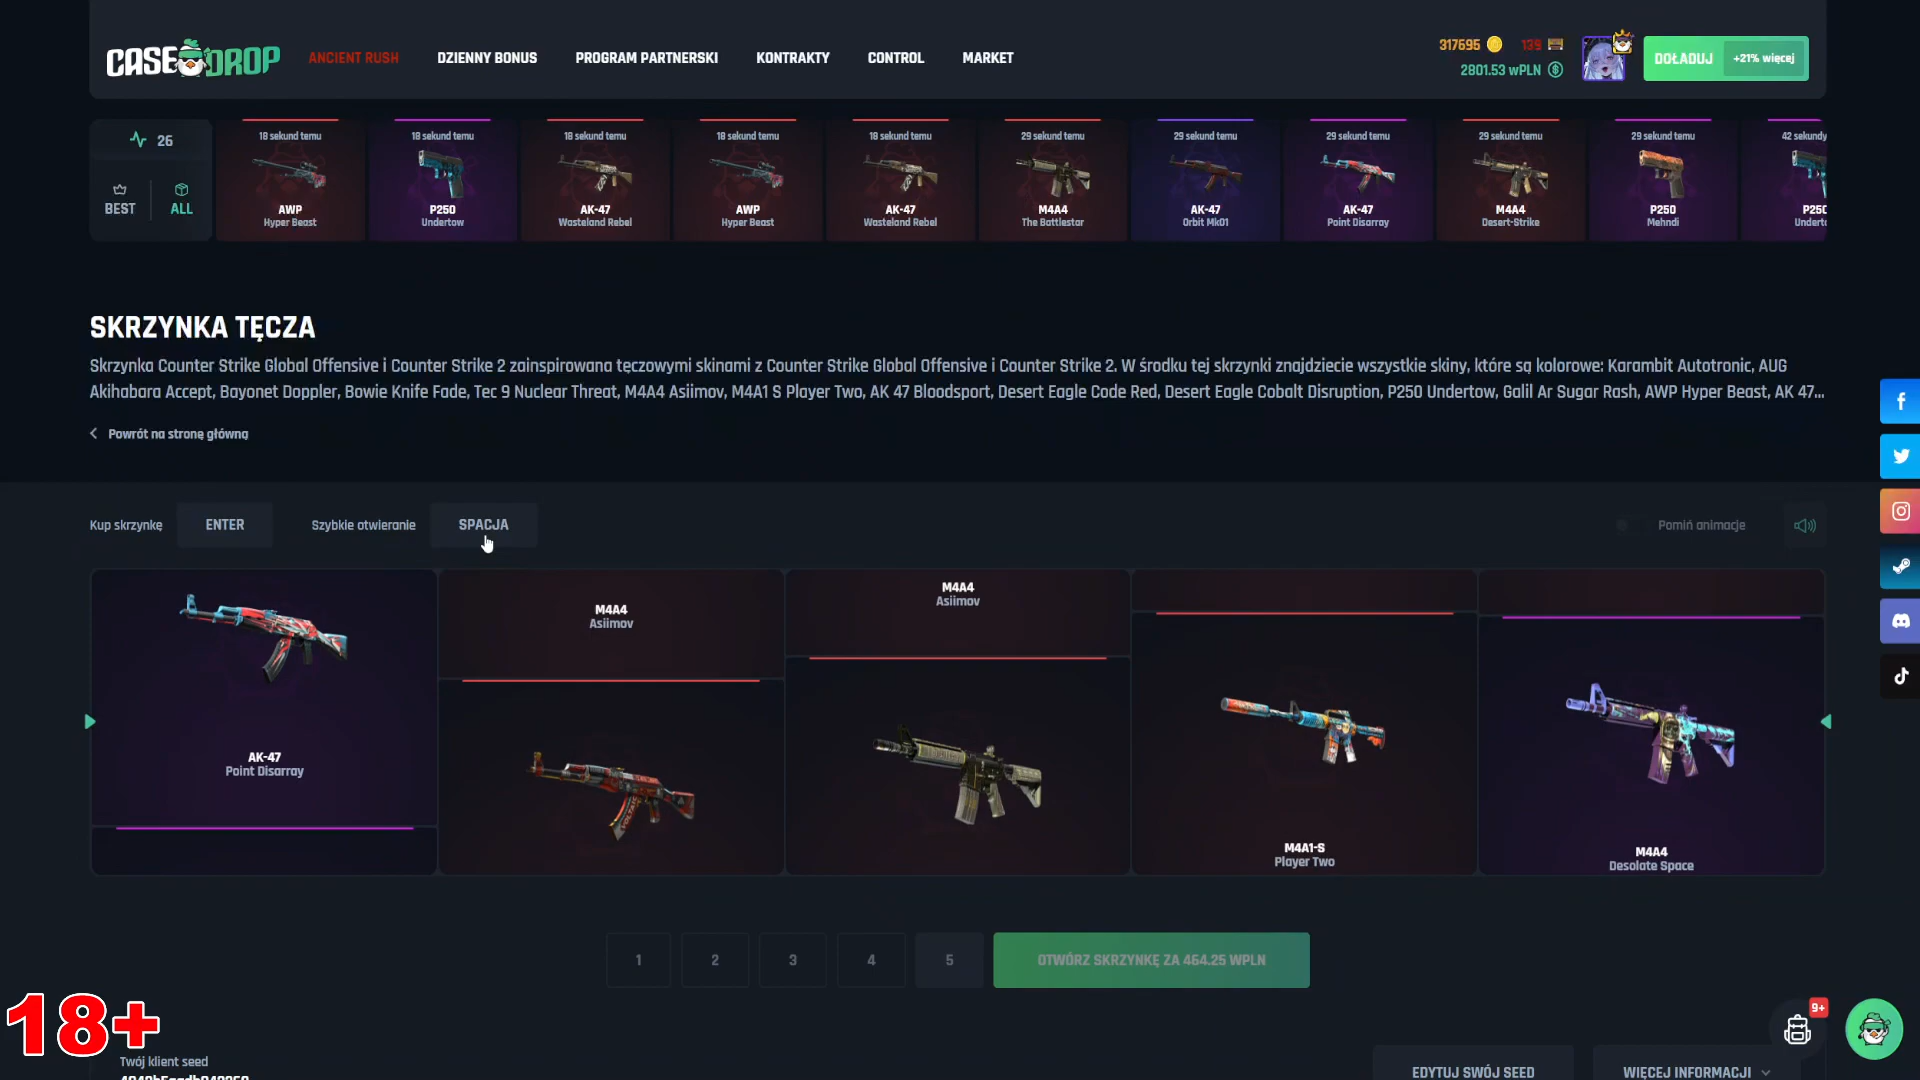 CASE DROP
ANCIENT RUSH
DZIENNY BONUS
PROGRAM PARTNERSKI
KONTRAKTY
CONTROL
MARKET
317695
139
2801.53 wPLN
DOŁADUJ
+21% więcej
26
BEST
ALL
18 sekund temu
AWP
Hyper Beast
18 sekund temu
P250
Undertow
18 sekund temu
AK-47
Wasteland Rebel
18 sekund temu
AWP
Hyper Beast
18 sekund temu
AK-47
Wasteland Rebel
29 sekund temu
M4A4
The Battlestar
29 sekund temu
AK-47
Orbit Mk01
29 sekund temu
AK-47
Point Disarray
29 sekund temu
M4A4
Desert-Strike
29 sekund temu
P250
Mehndi
42 sekundy
P250
Underto
SKRZYNKA TĘCZA
Skrzynka Counter Strike Global Offensive i Counter Strike 2 zainspirowana tęczowymi skinami z Counter Strike Global Offensive i Counter Strike 2. W środku tej skrzynki znajdziecie wszystkie skiny, które są kolorowe: Karambit Autotronic, AUG
Akihabara Accept, Bayonet Doppler, Bowie Knife Fade, Tec 9 Nuclear Threat, M4A4 Asiimov, M4A1 S Player Two, AK 47 Bloodsport, Desert Eagle Code Red, Desert Eagle Cobalt Disruption, P250 Undertow, Galil Ar Sugar Rash, AWP Hyper Beast, AK 47...
Powrót na stronę główną
Kup skrzynkę
ENTER
Szybkie otwieranie
SPACJA
Pomiń animacje
AK-47
Point Disarray
M4A4
Asiimov
M4A4
Asiimov
M4A1-S
Player Two
M4A4
Desolate Space
1
2
3
4
5
OTWÓRZ SKRZYNKĘ ZA 464.25 WPLN
18+
9+
Twój klient seed
EDYTUJ SWÓJ SEED
WIĘCEJ INFORMACJI